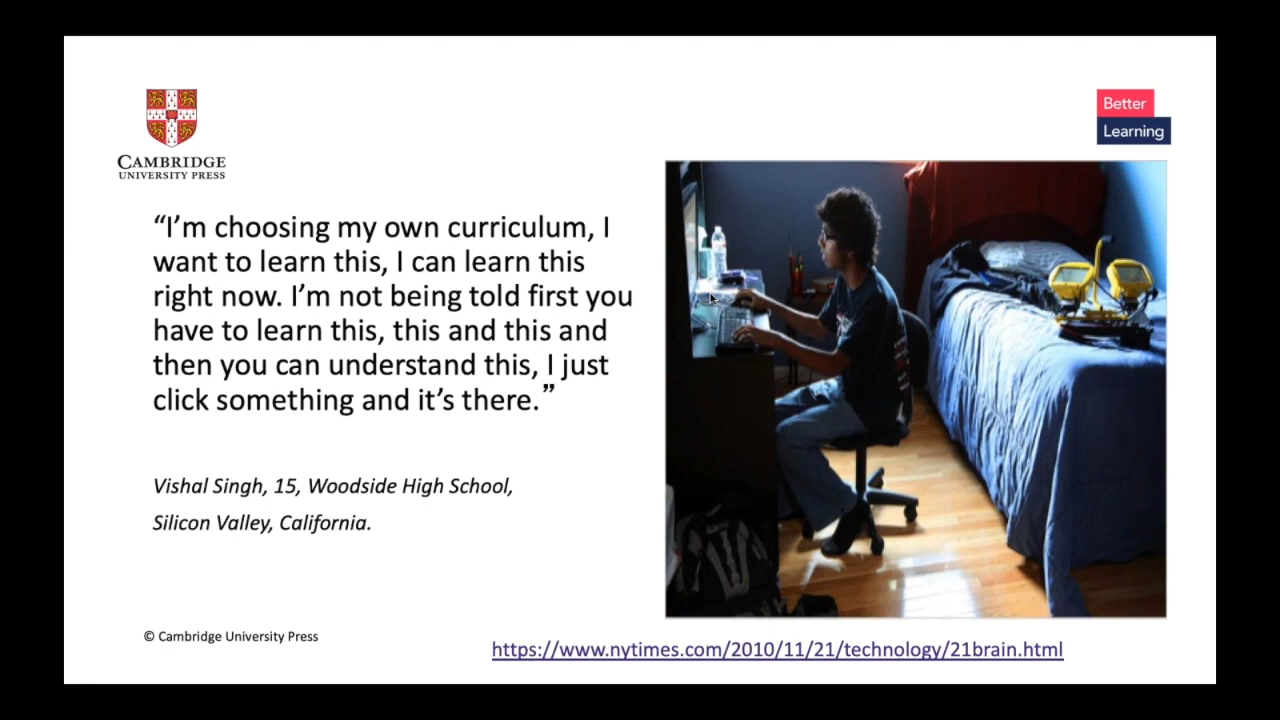 CAMBRIDGE
UNIVERSITY PRESS
Better
Learning
“I’m choosing my own curriculum, I
want to learn this, I can learn this
right now. I’m not being told first you
have to learn this, this and this and
then you can understand this, I just
click something and it’s there.”
Vishal Singh, 15, Woodside High School,
Silicon Valley, California.
© Cambridge University Press
https://www.nytimes.com/2010/11/21/technology/21brain.html